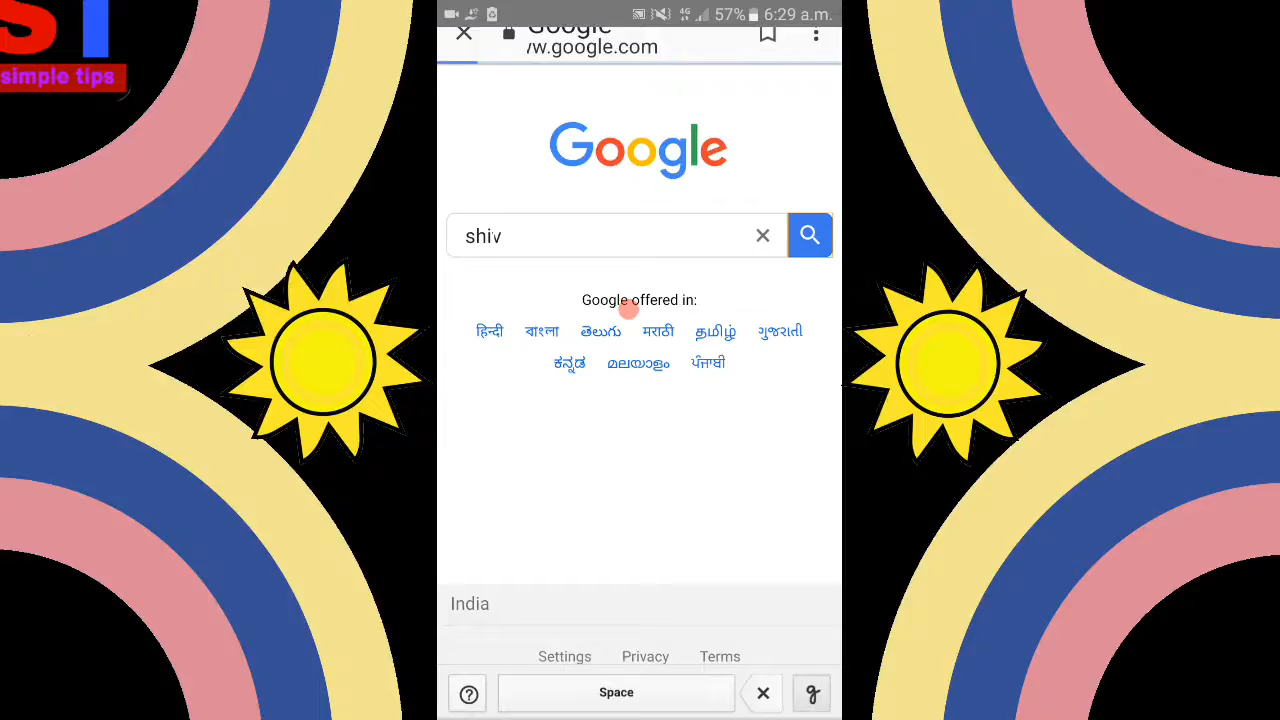 ST
simple tips
57% 6:29 a.m.
Google
w.google.com
Google
shiv
Google offered in:
हिन्दी বাংলা తెలుగు मराठी தமிழ் ગુજરાતી
ಕನ್ನಡ മലയാളം ਪੰਜਾਬੀ
India
Settings Privacy Terms
Space